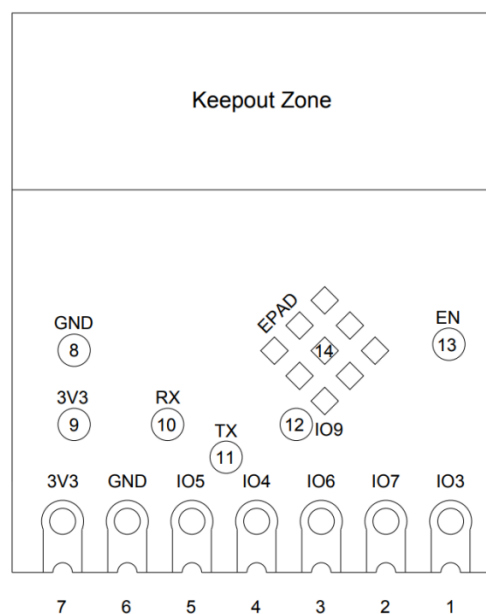 Keepout Zone
EPAD
GND
EN
8
14
13
3V3
RX
9
10
12
TX
IO9
11
3V3 GND IO5 IO4 IO6 IO7 IO3
7 6 5 4 3 2 1